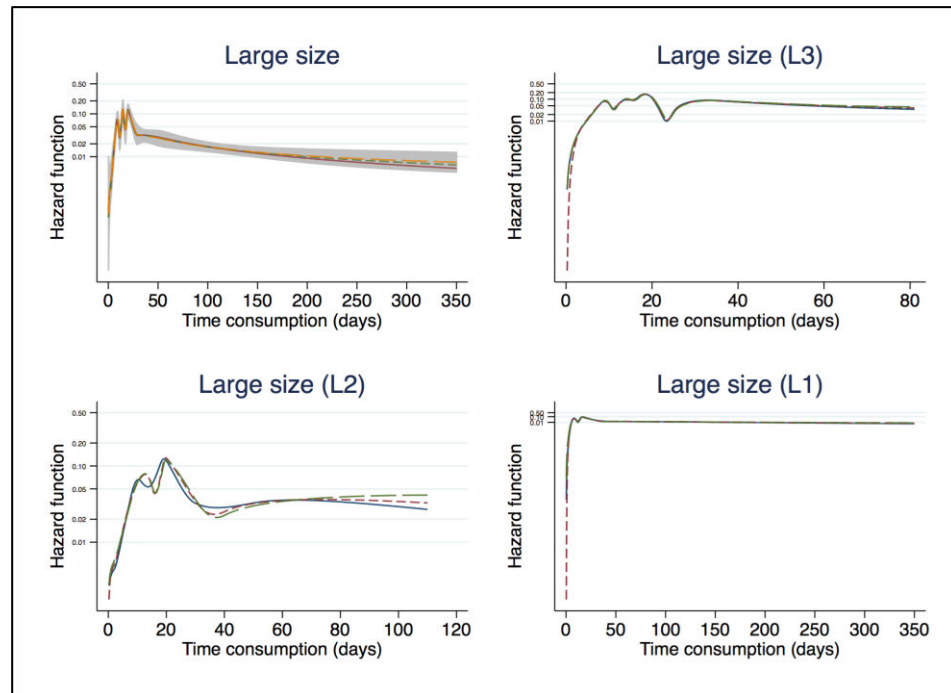 Large size
Hazard function
0.50
0.20
0.10
0.05
0.02
0.01
0 50 100 150 200 250 300 350
Time consumption (days)
Large size (L3)
Hazard function
0.50
0.20
0.10
0.05
0.02
0.01
0 20 40 60 80
Time consumption (days)
Large size (L2)
Hazard function
0.50
0.20
0.10
0.05
0.02
0.01
0 20 40 60 80 100 120
Time consumption (days)
Large size (L1)
Hazard function
0.50
0.10
0.01
0 50 100 150 200 250 300 350
Time consumption (days)